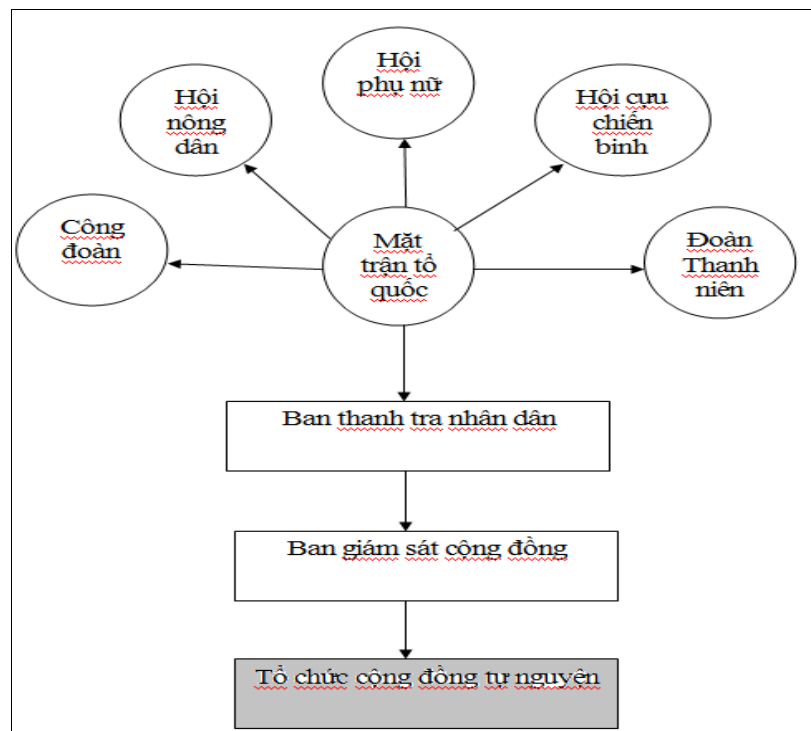 Hội
phụ nữ
Hội
nông
dân
Hội cựu
chiến
binh
Công
đoàn
Mặt
trận tổ
quốc
Đoàn
Thanh
niên
Ban thanh tra nhân dân
Ban giám sát cộng đồng
Tổ chức cộng đồng tự nguyện